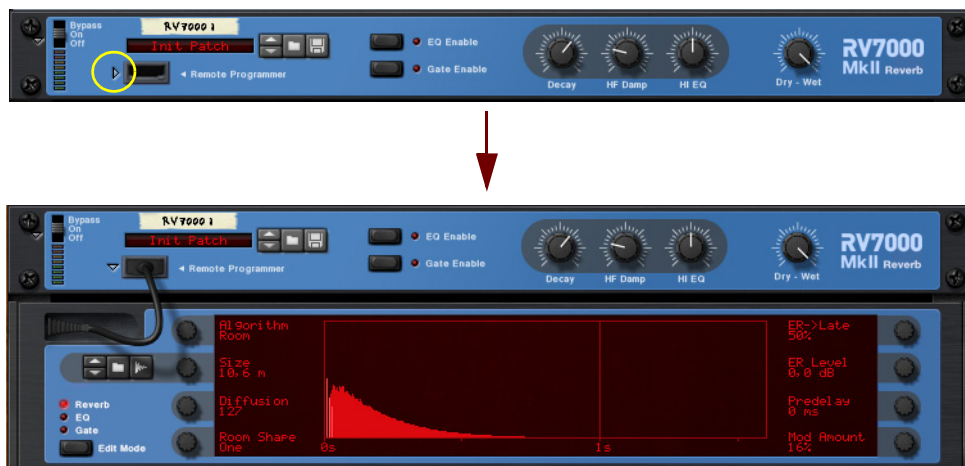 Bypass
On
Off
RV7000 1
Init Patch
EQ Enable
Gate Enable
◄ Remote Programmer
Decay
HF Damp
HI EQ
Dry - Wet
RV7000
MkII Reverb
Bypass
On
Off
RV7000 1
Init Patch
EQ Enable
Gate Enable
◄ Remote Programmer
Decay
HF Damp
HI EQ
Dry - Wet
RV7000
MkII Reverb
Algorithm
Room
Size
10,6 m
Diffusion
127
Room Shape
One
0s
1s
ER->Late
50%
ER Level
0,0 dB
Predelay
0 ms
Mod Amount
16%
Reverb
EQ
Gate
Edit Mode